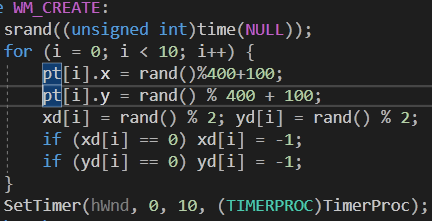 e WM_CREATE:
srand((unsigned int)time(NULL));
for (i = 0; i < 10; i++) {
pt[i].x = rand()%400+100;
pt[i].y = rand() % 400 + 100;
xd[i] = rand() % 2; yd[i] = rand() % 2;
if (xd[i] == 0) xd[i] = -1;
if (yd[i] == 0) yd[i] = -1;
}
SetTimer(hWnd, 0, 10, (TIMERPROC)TimerProc);